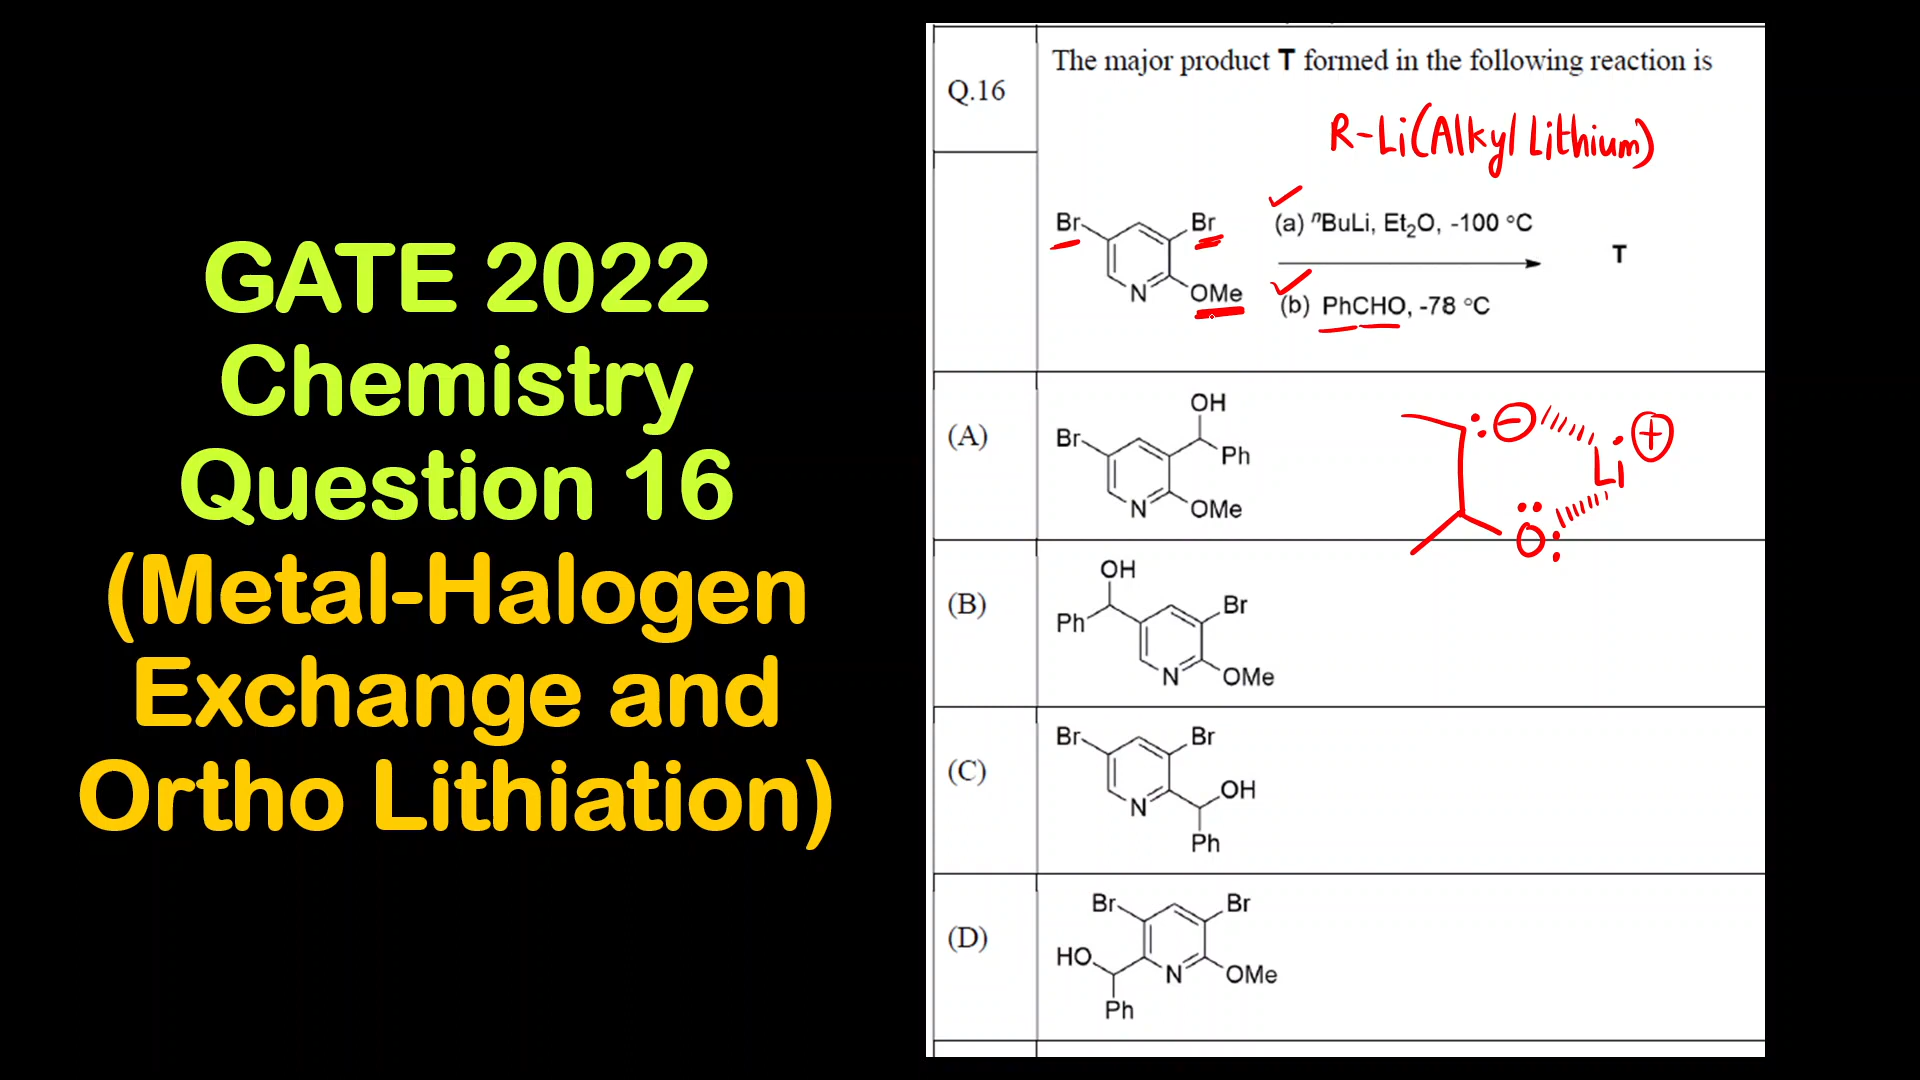 GATE 2022
Chemistry
Question 16
(Metal-Halogen
Exchange and
Ortho Lithiation)
Q.16
The major product T formed in the following reaction is
R-Li(Alkyl Lithium)
Br
Br
N
OMe
(a) ⁿBuLi, Et₂O, -100 °C
(b) PhCHO, -78 °C
T
(A)
OH
Br
Ph
N
OMe
⊖
Li
⊕
O
(B)
OH
Ph
Br
N
OMe
(C)
Br
Br
N
OH
Ph
(D)
Br
Br
HO
N
OMe
Ph